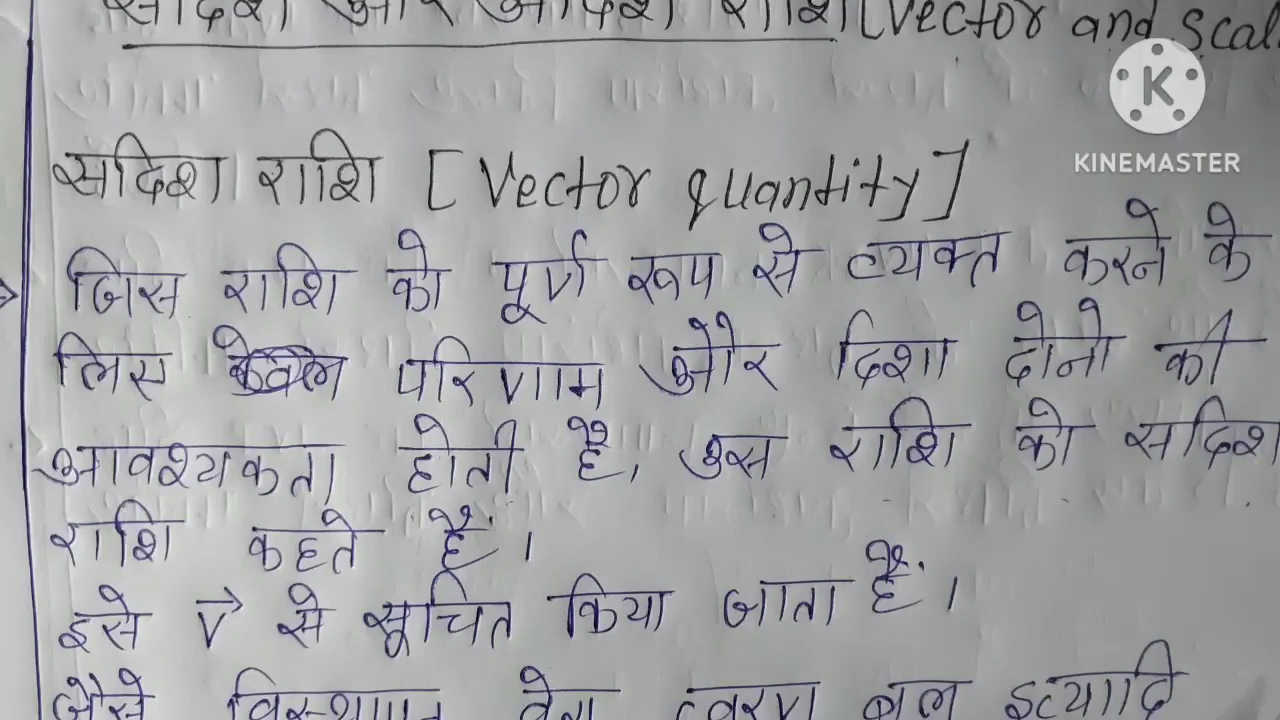 सदिश और अदिश राशि [Vector and Scal
K
KINEMASTER
सदिश राशि [Vector quantity]
जिस राशि को पूर्ण रूप से व्यक्त करने के
लिए केवल परिणाम और दिशा दोनो की
आवश्यकता होती है, उस राशि को सदिश
राशि कहते हैं।
इसे V⃗ से सूचित किया जाता हैं।
जैसे विस्थापन वेग त्वरण बल इत्यादि